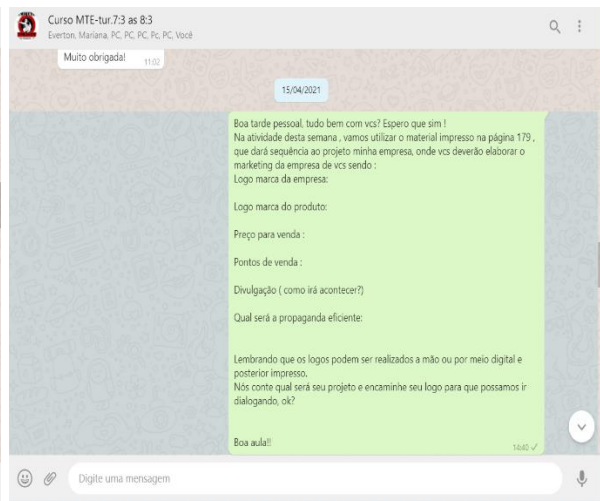 Curso MTE-tur.7:3 as 8:3
Everton, Mariana, PC, PC, PC, Pc, PC, Você
Muito obrigada!
11:02
15/04/2021
Boa tarde pessoal, tudo bem com vcs? Espero que sim !
Na atividade desta semana , vamos utilizar o material impresso na página 179 ,
que dará sequência ao projeto minha empresa, onde vcs deverão elaborar o
marketing da empresa de vcs sendo :
Logo marca da empresa:
Logo marca do produto:
Preço para venda :
Pontos de venda :
Divulgação ( como irá acontecer?)
Qual será a propaganda eficiente:
Lembrando que os logos podem ser realizados a mão ou por meio digital e
posterior impresso.
Nós conte qual será seu projeto e encaminhe seu logo para que possamos ir
dialogando, ok?
Boa aula!!
14:40
Digite uma mensagem